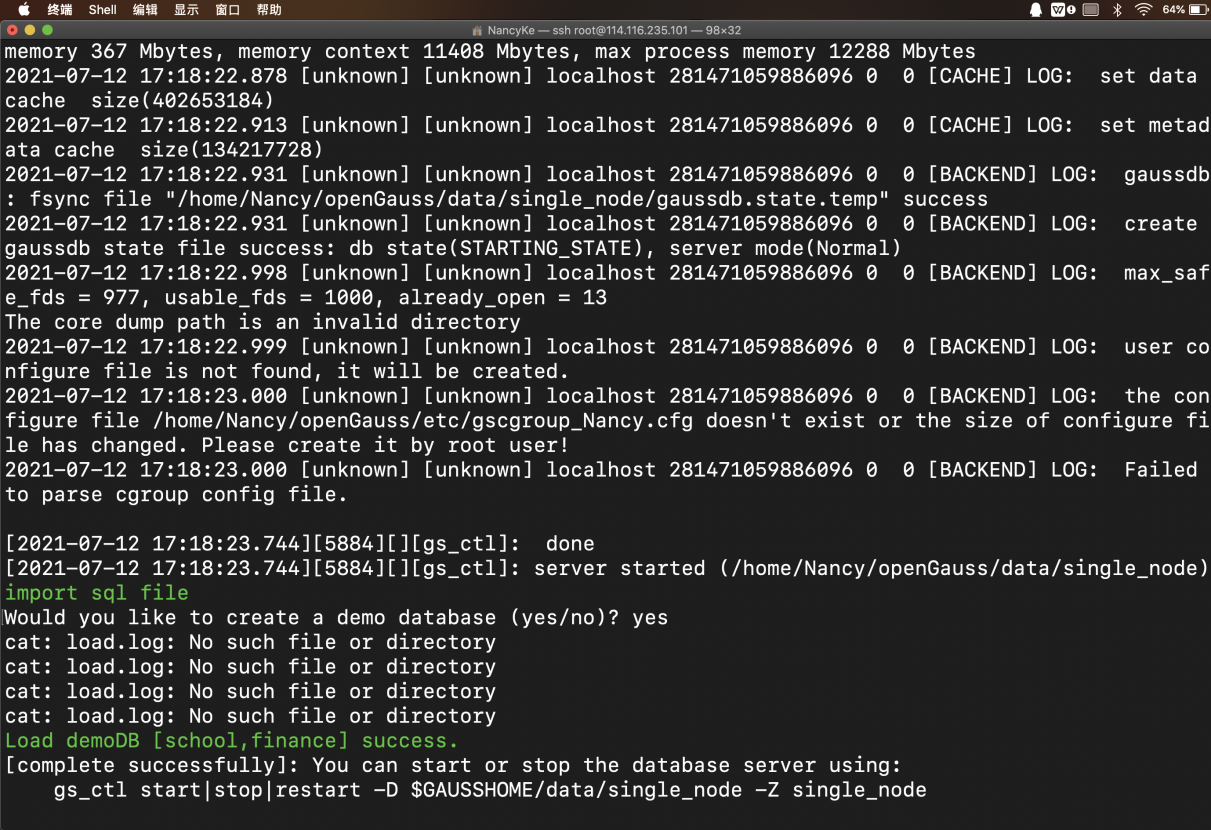 终端 Shell 编辑 显示 窗口 帮助 64%
NancyKe — ssh root@114.116.235.101 — 98×32
memory 367 Mbytes, memory context 11408 Mbytes, max process memory 12288 Mbytes
2021-07-12 17:18:22.878 [unknown] [unknown] localhost 281471059886096 0  0 [CACHE] LOG:  set data
cache  size(402653184)
2021-07-12 17:18:22.913 [unknown] [unknown] localhost 281471059886096 0  0 [CACHE] LOG:  set metad
ata cache  size(134217728)
2021-07-12 17:18:22.931 [unknown] [unknown] localhost 281471059886096 0  0 [BACKEND] LOG:  gaussdb
: fsync file "/home/Nancy/openGauss/data/single_node/gaussdb.state.temp" success
2021-07-12 17:18:22.931 [unknown] [unknown] localhost 281471059886096 0  0 [BACKEND] LOG:  create
gaussdb state file success: db state(STARTING_STATE), server mode(Normal)
2021-07-12 17:18:22.998 [unknown] [unknown] localhost 281471059886096 0  0 [BACKEND] LOG:  max_saf
e_fds = 977, usable_fds = 1000, already_open = 13
The core dump path is an invalid directory
2021-07-12 17:18:22.999 [unknown] [unknown] localhost 281471059886096 0  0 [BACKEND] LOG:  user co
nfigure file is not found, it will be created.
2021-07-12 17:18:23.000 [unknown] [unknown] localhost 281471059886096 0  0 [BACKEND] LOG:  the con
figure file /home/Nancy/openGauss/etc/gscgroup_Nancy.cfg doesn't exist or the size of configure fi
le has changed. Please create it by root user!
2021-07-12 17:18:23.000 [unknown] [unknown] localhost 281471059886096 0  0 [BACKEND] LOG:  Failed
to parse cgroup config file.
[2021-07-12 17:18:23.744][5884][][gs_ctl]:  done
[2021-07-12 17:18:23.744][5884][][gs_ctl]: server started (/home/Nancy/openGauss/data/single_node)
import sql file
Would you like to create a demo database (yes/no)? yes
cat: load.log: No such file or directory
cat: load.log: No such file or directory
cat: load.log: No such file or directory
cat: load.log: No such file or directory
Load demoDB [school,finance] success.
[complete successfully]: You can start or stop the database server using:
    gs_ctl start|stop|restart -D $GAUSSHOME/data/single_node -Z single_node